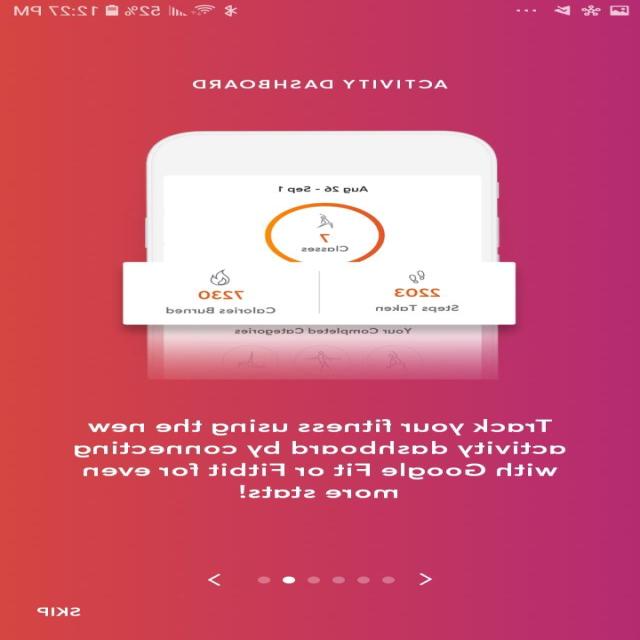 52% 12:27 PM
ACTIVITY DASHBOARD
Aug 26 - Sep 1
7
Classes
2203
Steps Taken
7230
Calories Burned
Your Completed Categories
Track your fitness using the new
activity dashboard by connecting
with Google Fit or Fitbit for even
more stats!
SKIP